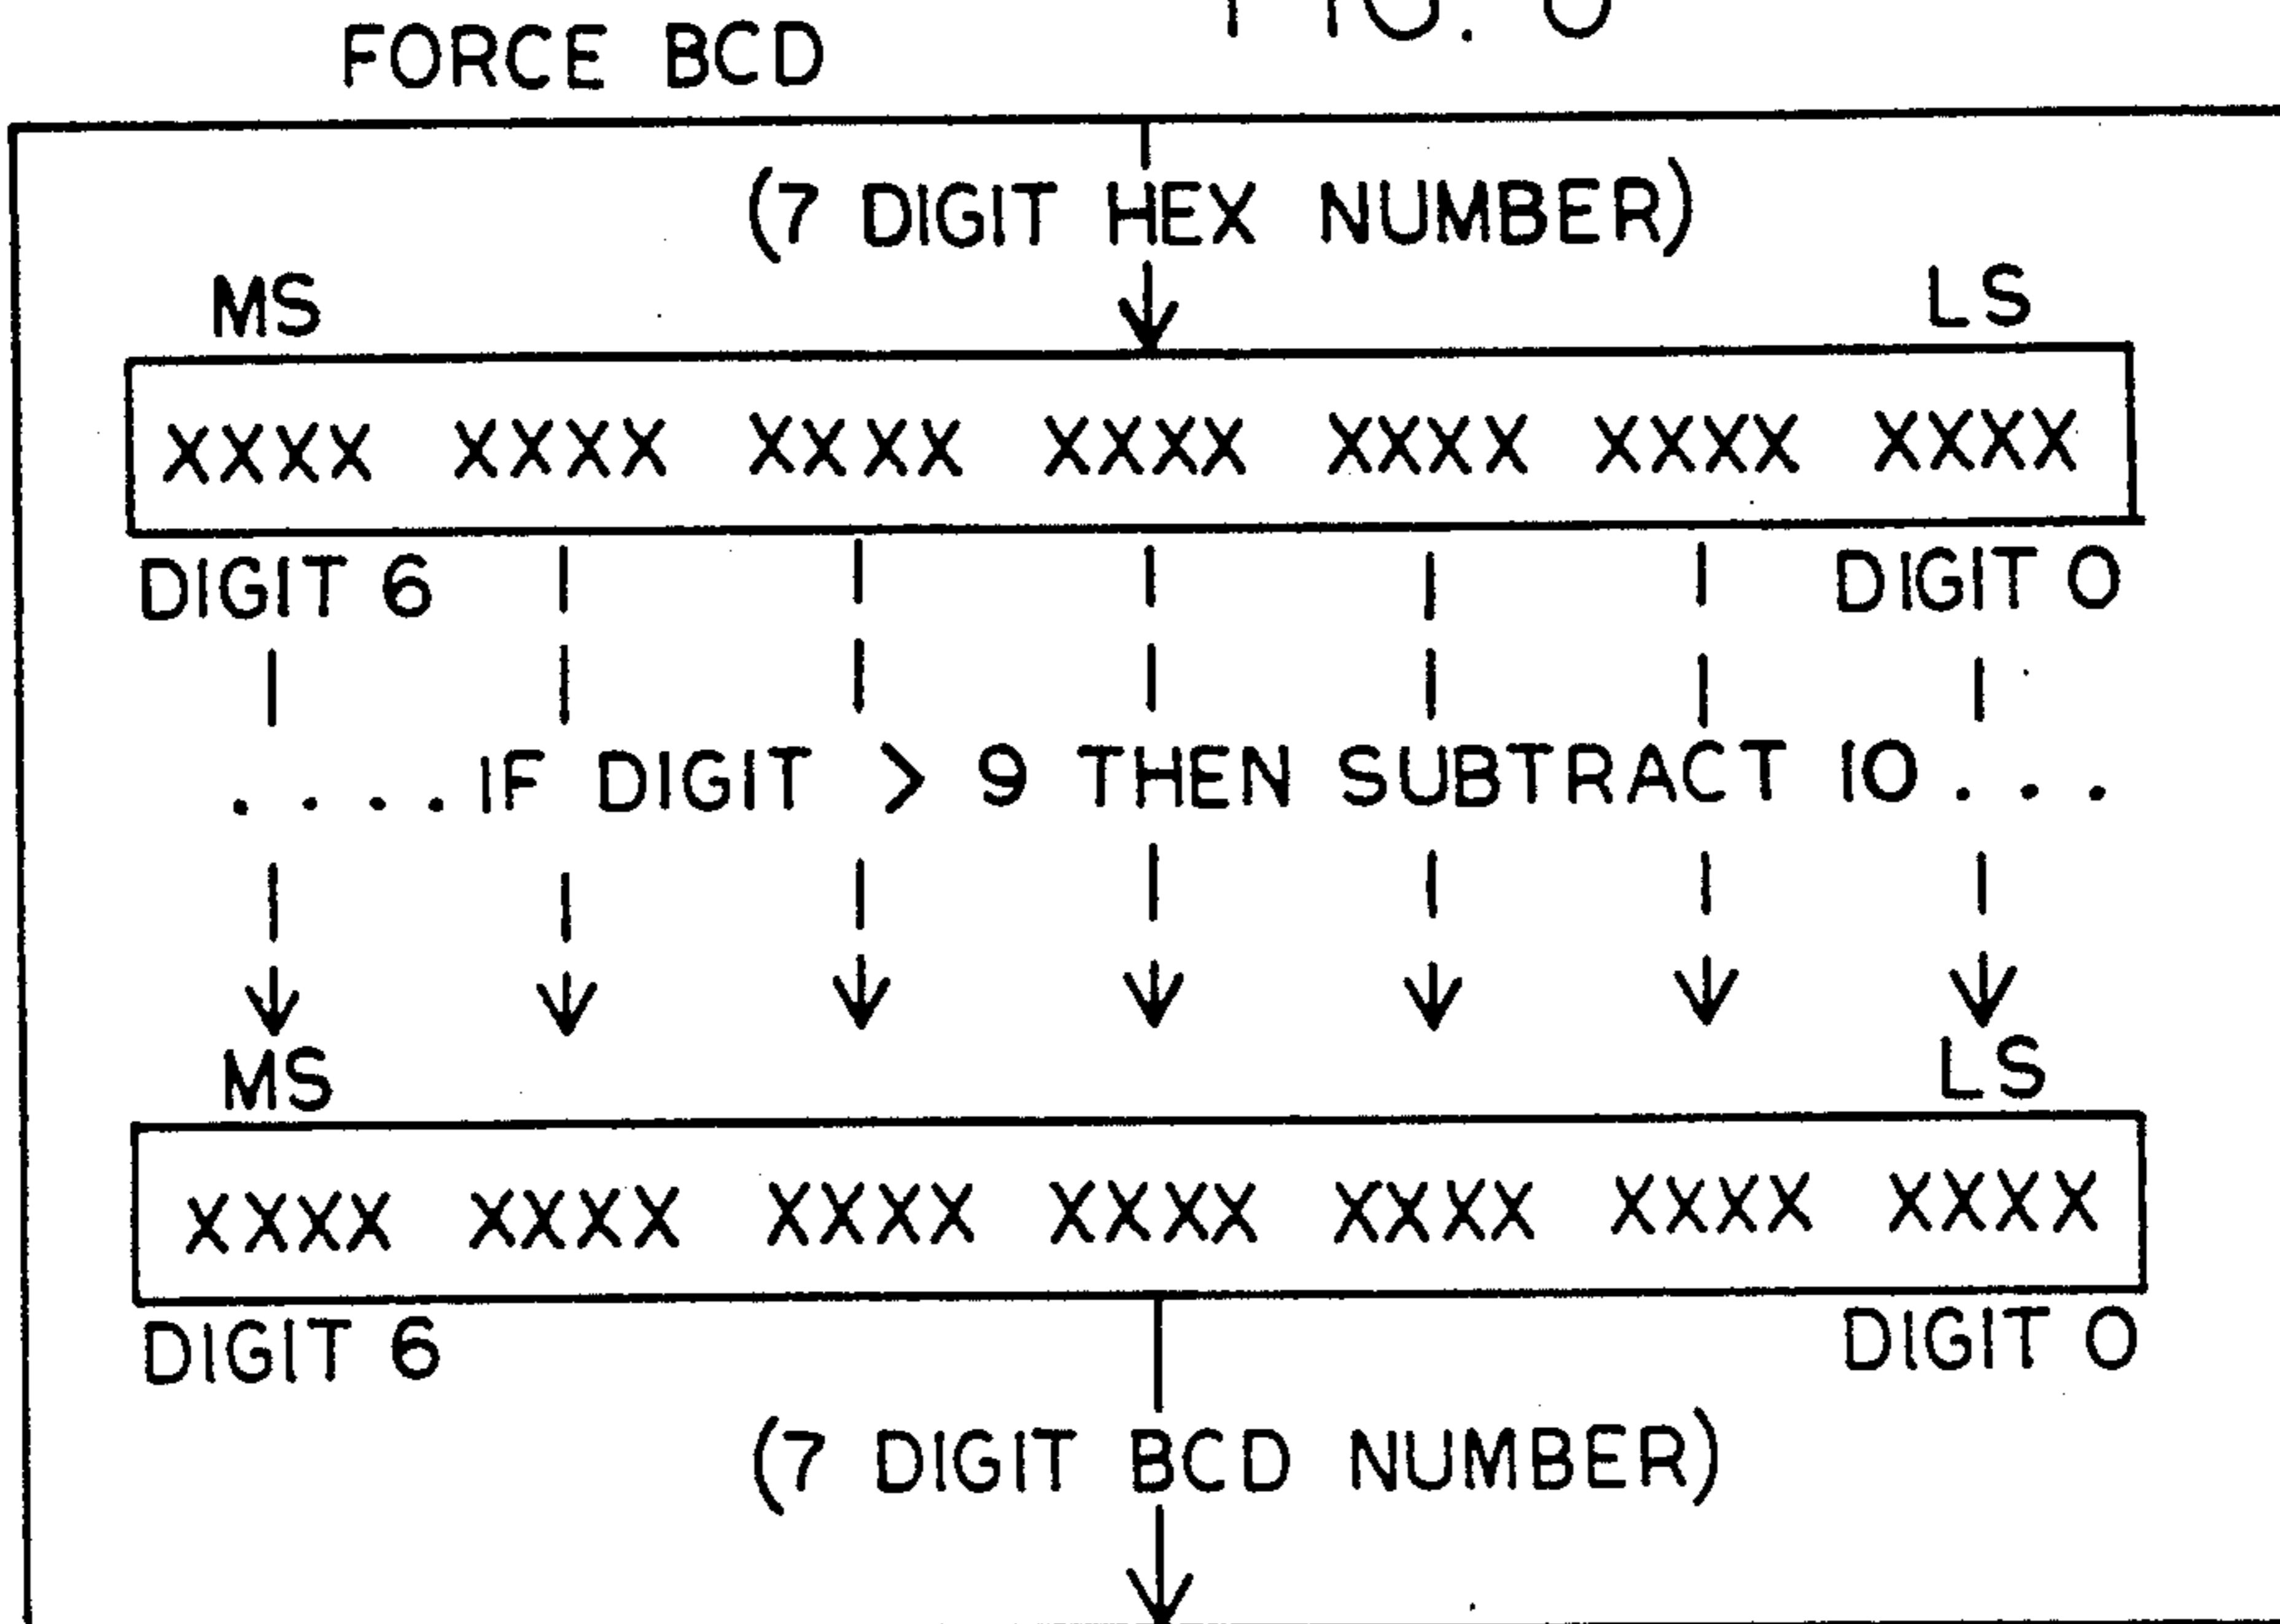 FORCE BCD
(7 DIGIT HEX NUMBER)
MS LS
XXXX XXXX XXXX XXXX XXXX XXXX XXXX
DIGIT 6 DIGIT 0
....IF DIGIT > 9 THEN SUBTRACT 10...
MS LS
XXXX XXXX XXXX XXXX XXXX XXXX XXXX
DIGIT 6 DIGIT 0
(7 DIGIT BCD NUMBER)